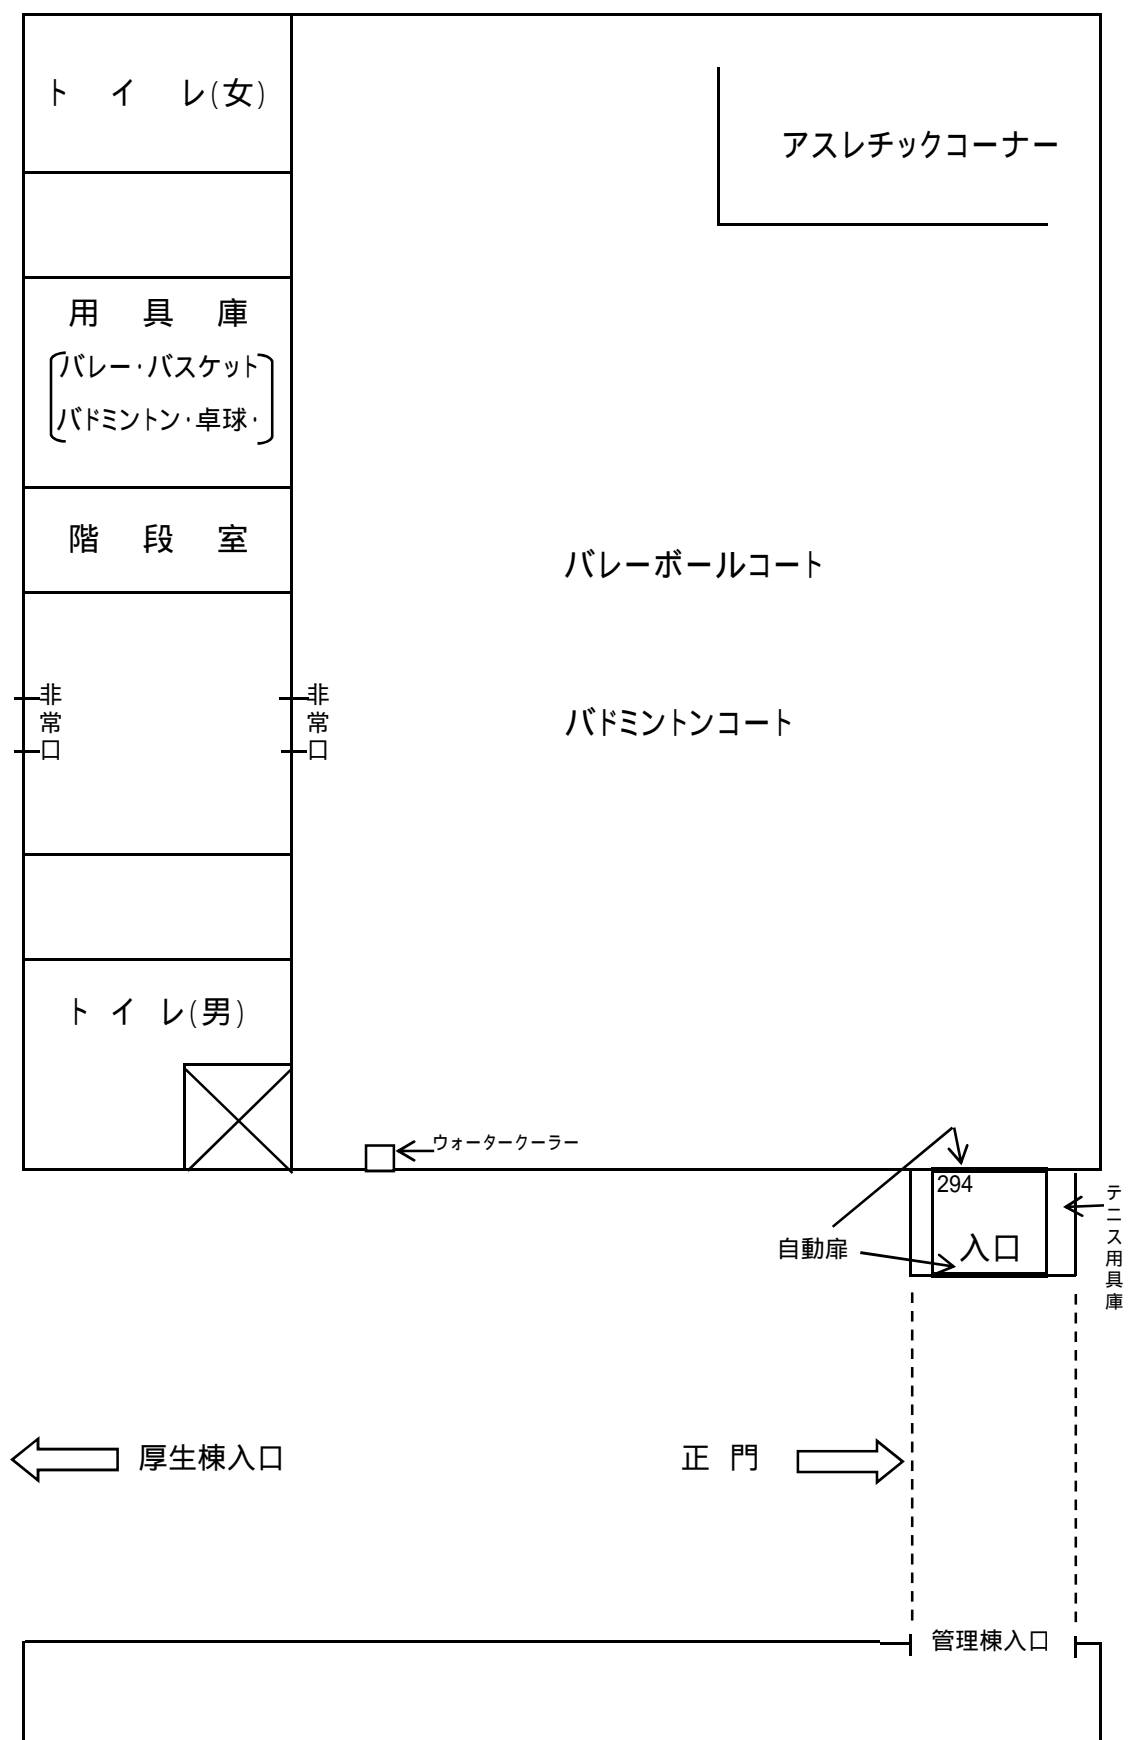 トイレ(女)
アスレチックコーナー
用具庫
バレー・バスケット
バドミントン・卓球・
階段室
バレーボールコート
非常口
非常口
バドミントンコート
トイレ(男)
ウォータークーラー
294
入口
自動扉
テニス用具庫
厚生棟入口
正門
管理棟入口